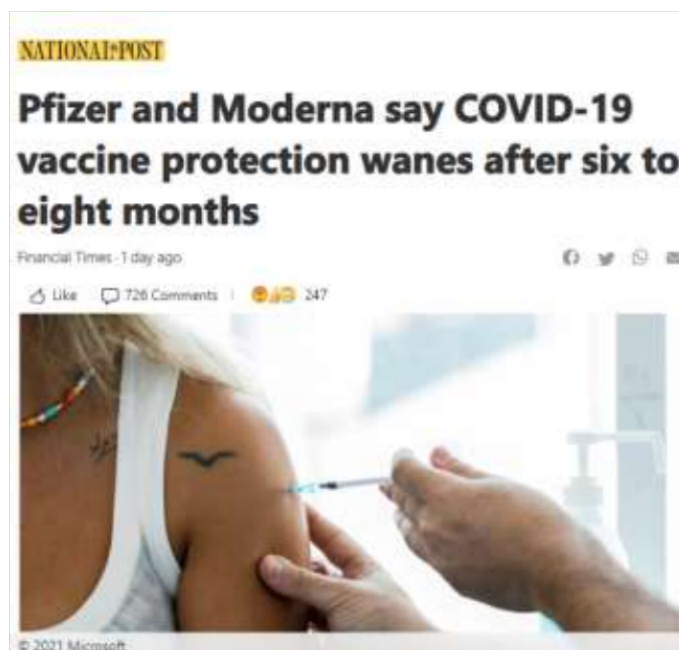 NATIONAL POST
Pfizer and Moderna say COVID-19
vaccine protection wanes after six to
eight months
Financial Times · 1 day ago
Like 726 Comments 247
© 2021 Microsoft